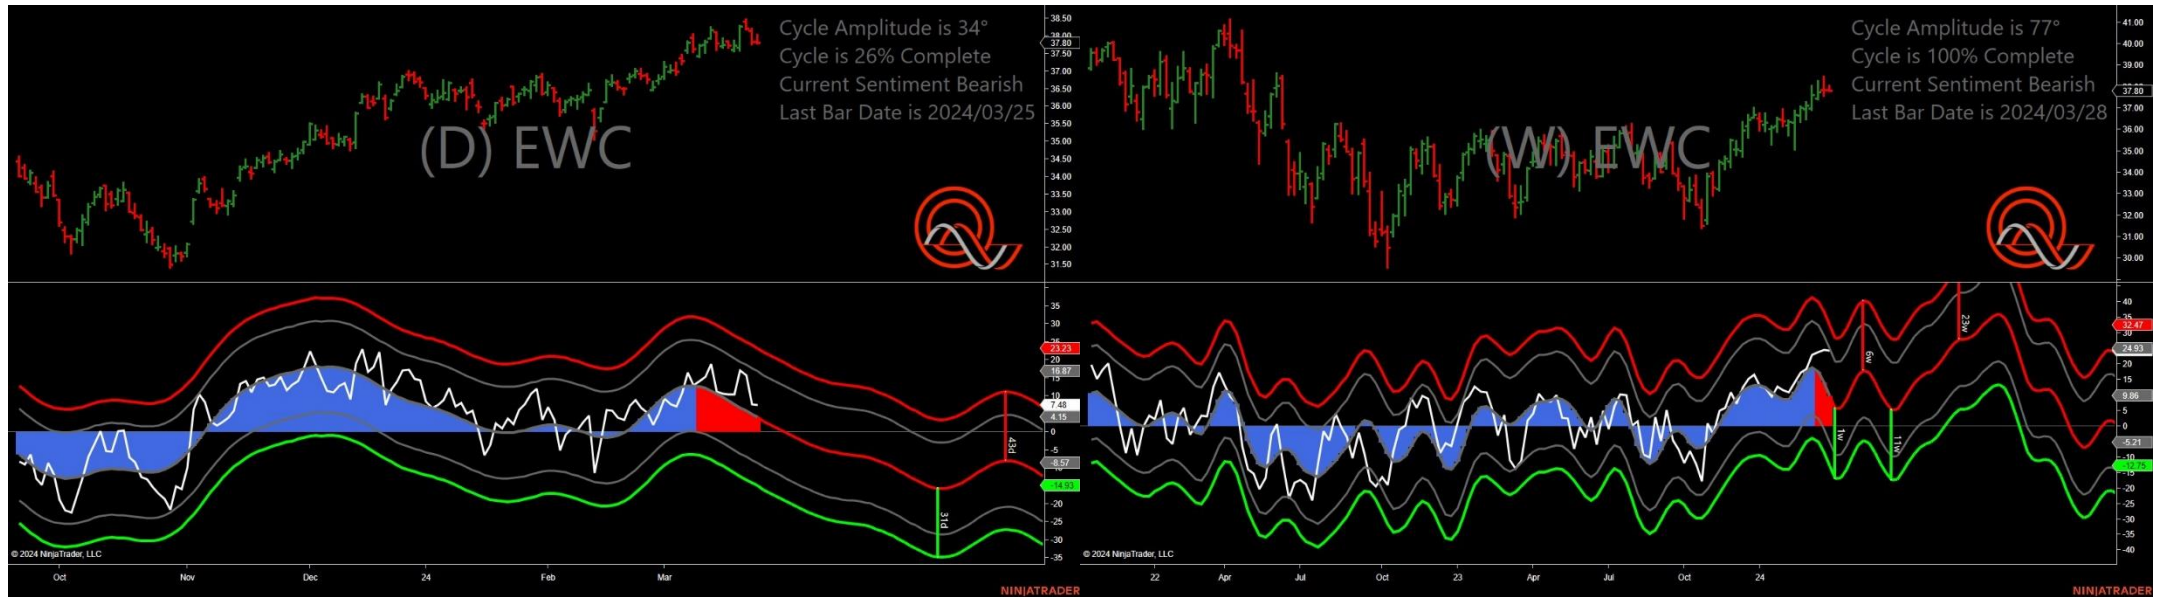 Cycle Amplitude is 34°
Cycle is 26% Complete
Current Sentiment Bearish
Last Bar Date is 2024/03/25
(D) EWC
38.50
38.00
37.80
37.50
37.00
36.50
36.00
35.50
35.00
34.50
34.00
33.50
33.00
32.50
32.00
31.50
35
30
23.23
20
16.87
15
10
7.48
4.15
0
-5
-8.57
-14.93
-20
-25
-30
-35
43d
31d
© 2024 NinjaTrader, LLC
Oct
Nov
Dec
24
Feb
Mar
NINJATRADER
Cycle Amplitude is 77°
Cycle is 100% Complete
Current Sentiment Bearish
Last Bar Date is 2024/03/28
(W) EWC
41.00
40.00
39.00
37.80
37.00
36.00
35.00
34.00
33.00
32.00
31.00
30.00
40
35
32.47
30
24.93
20
15
9.86
5
0
-5.21
-10
-12.75
-20
-25
-30
-35
-40
6w
23w
1w
11w
© 2024 NinjaTrader, LLC
22
Apr
Jul
Oct
23
Apr
Jul
Oct
24
NINJATRADER